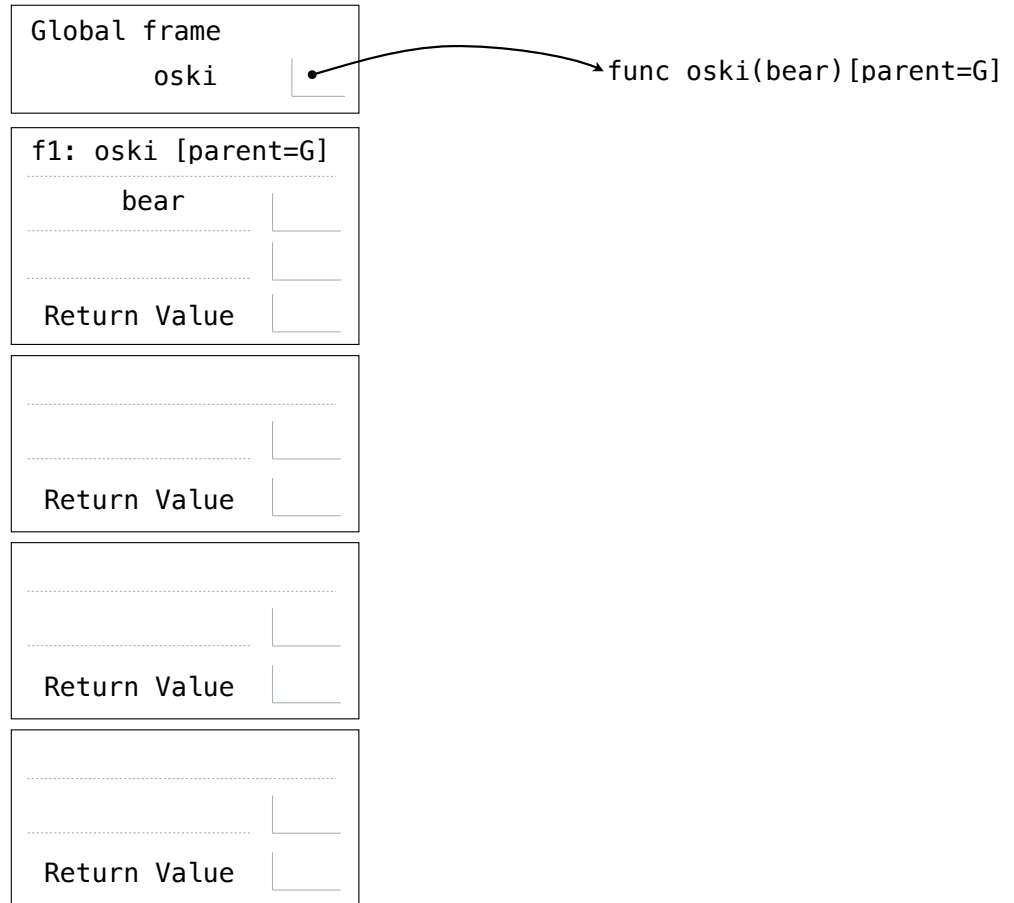 Global frame
oski
func oski(bear)[parent=G]
f1: oski [parent=G]
bear
Return Value
Return Value
Return Value
Return Value